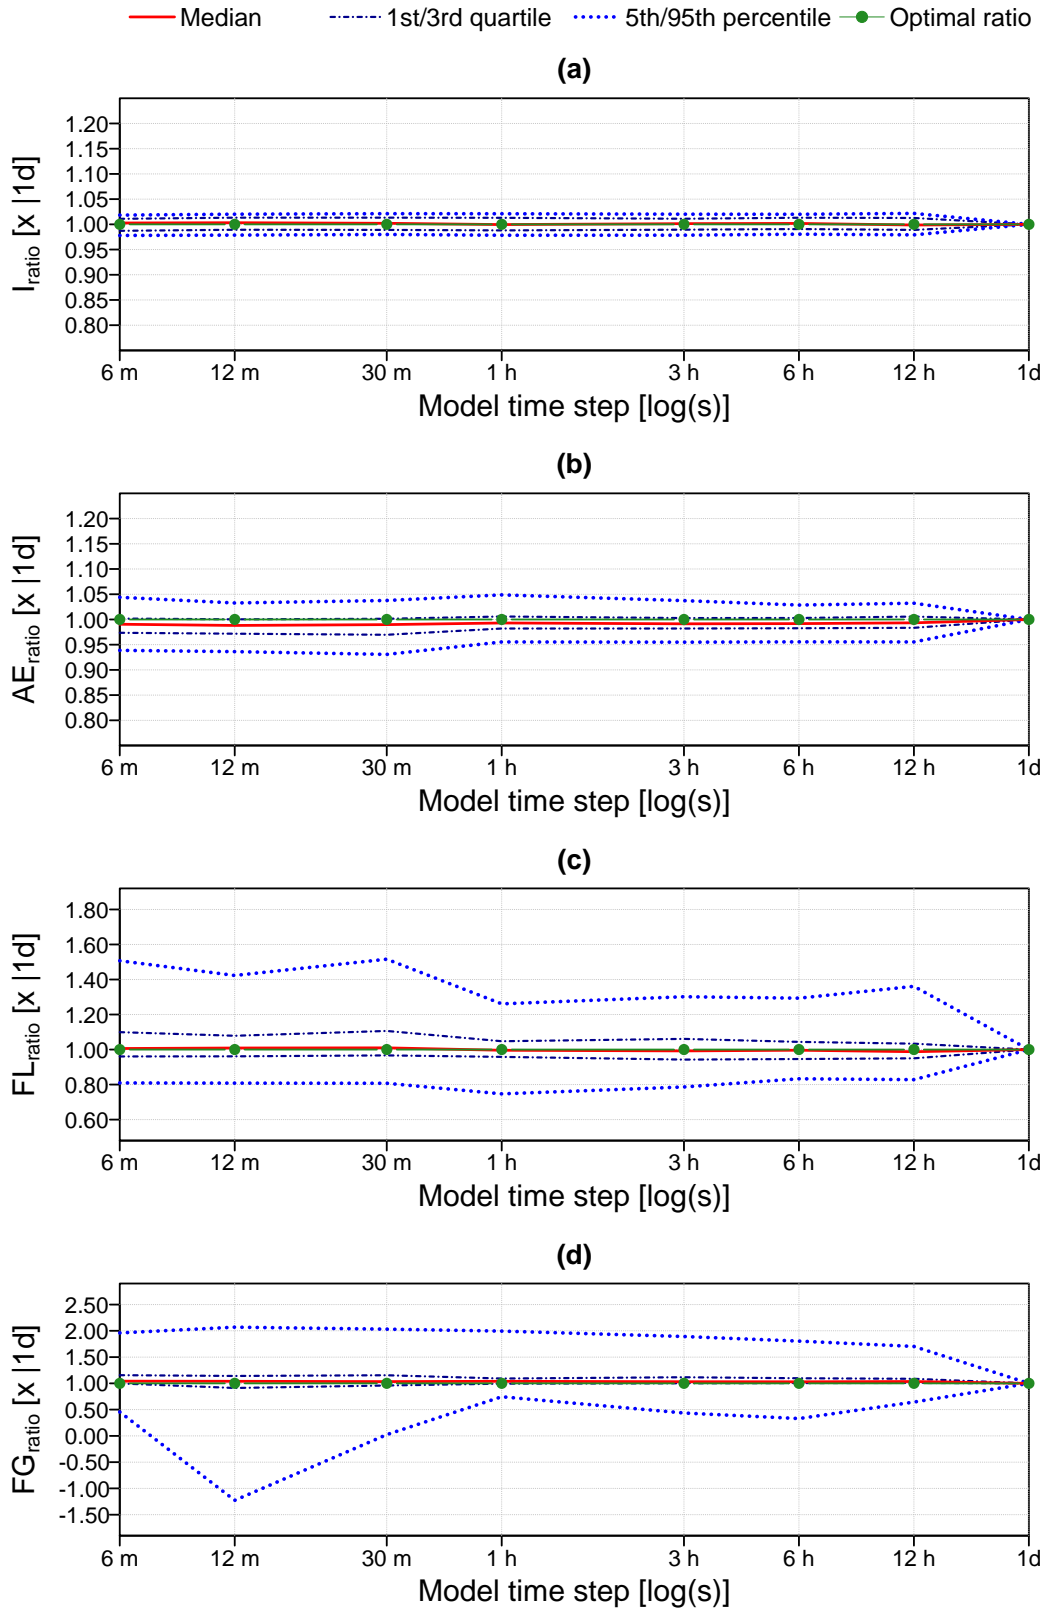 Median 1st/3rd quartile 5th/95th percentile Optimal ratio
(a)
I_ratio [x |1d]
1.20
1.15
1.10
1.05
1.00
0.95
0.90
0.85
0.80
6 m 12 m 30 m 1 h 3 h 6 h 12 h 1d
Model time step [log(s)]
(b)
AE_ratio [x |1d]
1.20
1.15
1.10
1.05
1.00
0.95
0.90
0.85
0.80
6 m 12 m 30 m 1 h 3 h 6 h 12 h 1d
Model time step [log(s)]
(c)
FL_ratio [x |1d]
1.80
1.60
1.40
1.20
1.00
0.80
0.60
6 m 12 m 30 m 1 h 3 h 6 h 12 h 1d
Model time step [log(s)]
(d)
FG_ratio [x |1d]
2.50
2.00
1.50
1.00
0.50
0.00
-0.50
-1.00
-1.50
6 m 12 m 30 m 1 h 3 h 6 h 12 h 1d
Model time step [log(s)]